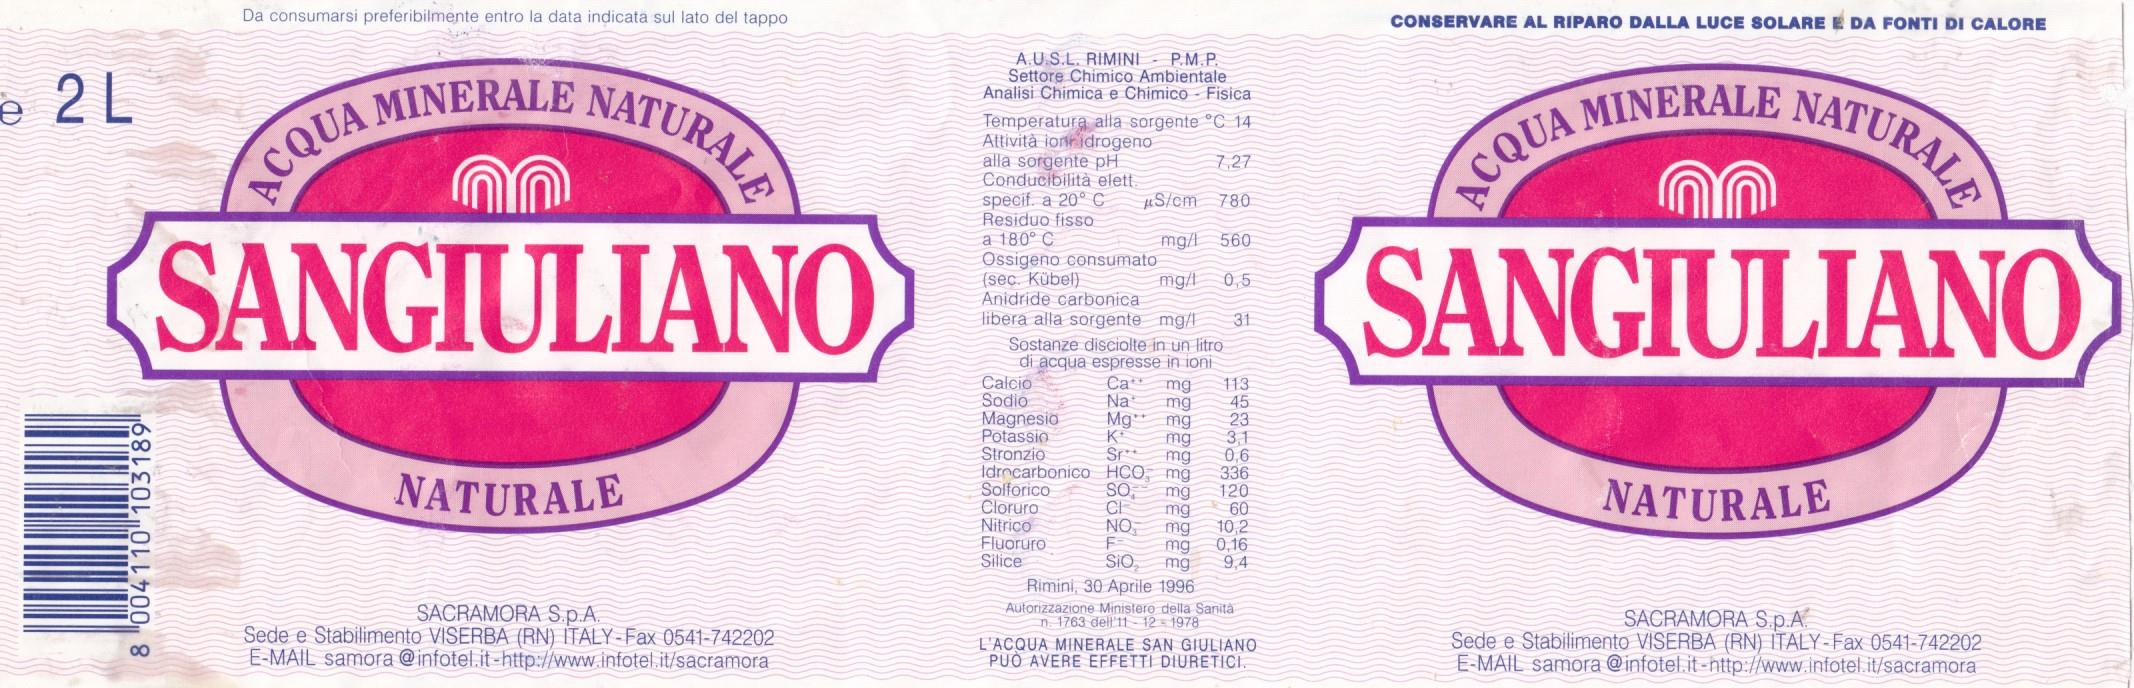 Da consumarsi preferibilmente entro la data indicata sul lato del tappo
e 2 L
ACQUA MINERALE NATURALE
SANGIULIANO
NATURALE
8 004110 103189
SACRAMORA S.p.A.
Sede e Stabilimento VISERBA (RN) ITALY-Fax 0541-742202
E-MAIL samora @infotel.it-http://www.infotel.it/sacramora
A.U.S.L. RIMINI - P.M.P.
Settore Chimico Ambientale
Analisi Chimica e Chimico - Fisica
Temperatura alla sorgente °C 14
Attività ioni idrogeno
alla sorgente pH 7,27
Conducibilità elett.
specif. a 20° C µS/cm 780
Residuo fisso
a 180° C mg/l 560
Ossigeno consumato
(sec. Kübel) mg/l 0,5
Anidride carbonica
libera alla sorgente mg/l 31
Sostanze disciolte in un litro
di acqua espresse in ioni
Calcio Ca⁺⁺ mg 113
Sodio Na⁺ mg 45
Magnesio Mg⁺⁺ mg 23
Potassio K⁺ mg 3,1
Stronzio Sr⁺⁺ mg 0,6
Idrocarbonico HCO₃⁻ mg 336
Solforico SO₄⁻⁻ mg 120
Cloruro Cl⁻ mg 60
Nitrico NO₃⁻ mg 10,2
Fluoruro F⁻ mg 0,16
Silice SiO₂ mg 9,4
Rimini, 30 Aprile 1996
Autorizzazione Ministero della Sanità
n. 1763 dell'11 - 12 - 1978
L'ACQUA MINERALE SAN GIULIANO
PUÒ AVERE EFFETTI DIURETICI.
CONSERVARE AL RIPARO DALLA LUCE SOLARE E DA FONTI DI CALORE
ACQUA MINERALE NATURALE
SANGIULIANO
NATURALE
SACRAMORA S.p.A.
Sede e Stabilimento VISERBA (RN) ITALY-Fax 0541-742202
E-MAIL samora @infotel.it-http://www.infotel.it/sacramora